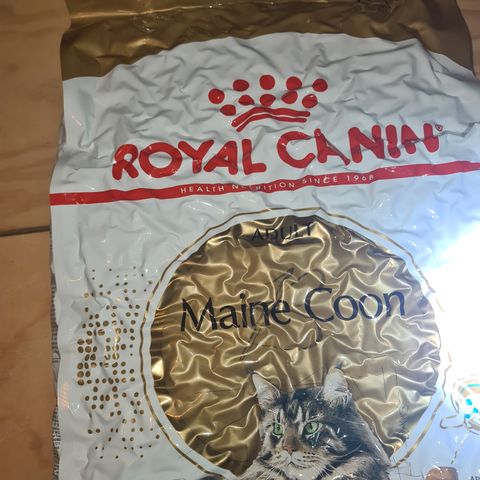 ROYAL CANIN®
HEALTH NUTRITION SINCE 1968
ADULT
Maine Coon